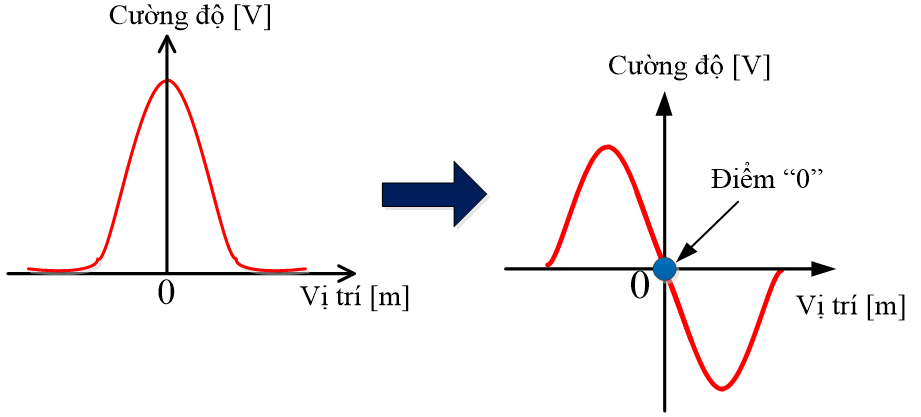 Cường độ [V]
0
Vị trí [m]
Cường độ [V]
Điểm “0”
0
Vị trí [m]